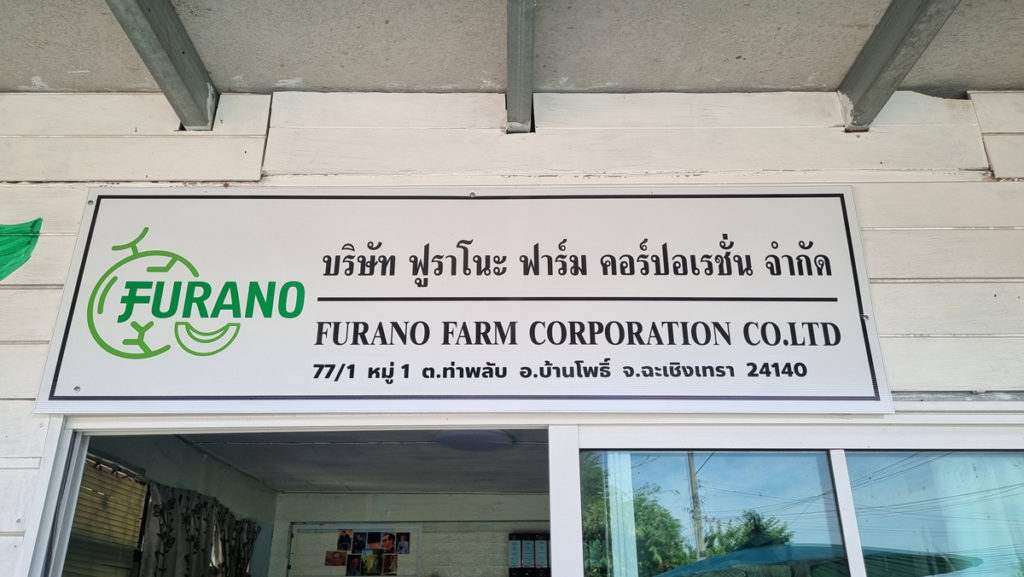 FURANO
บริษัท ฟูราโนะ ฟาร์ม คอร์ปอเรชั่น จำกัด
FURANO FARM CORPORATION CO.LTD
77/1 หมู่ 1 ต.ท่าพลับ อ.บ้านโพธิ์ จ.ฉะเชิงเทรา 24140